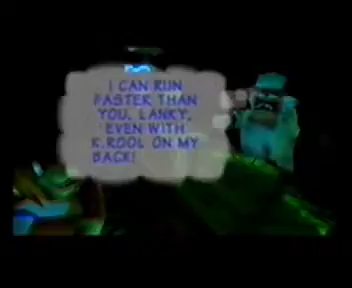 I CAN RUN
FASTER THAN
YOU, LANKY,
EVEN WITH
K.ROOL ON MY
BACK!